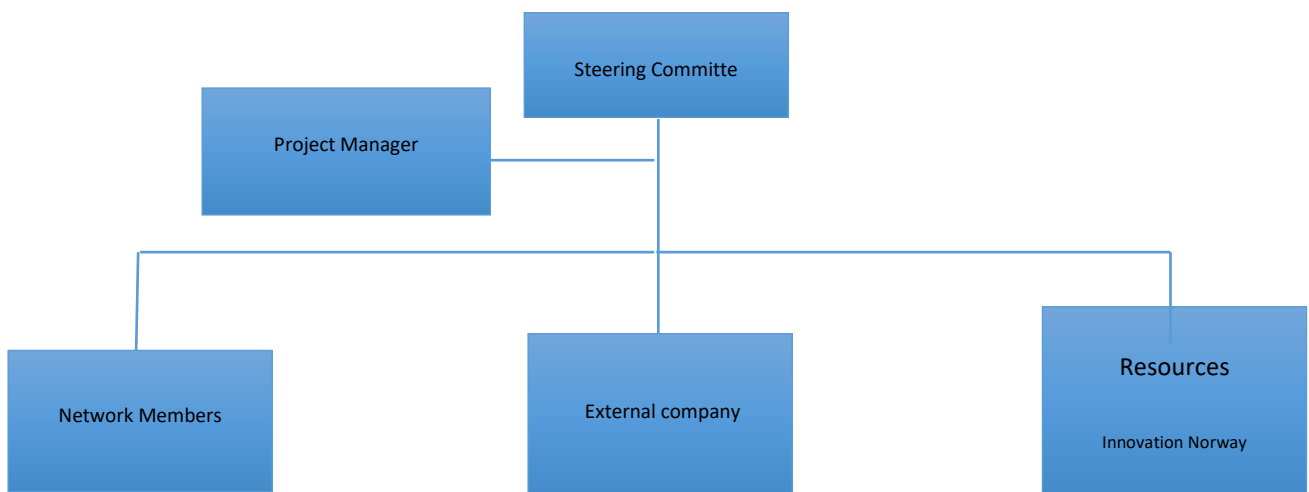 Steering Committe
Project Manager
Network Members
External company
Resources
Innovation Norway